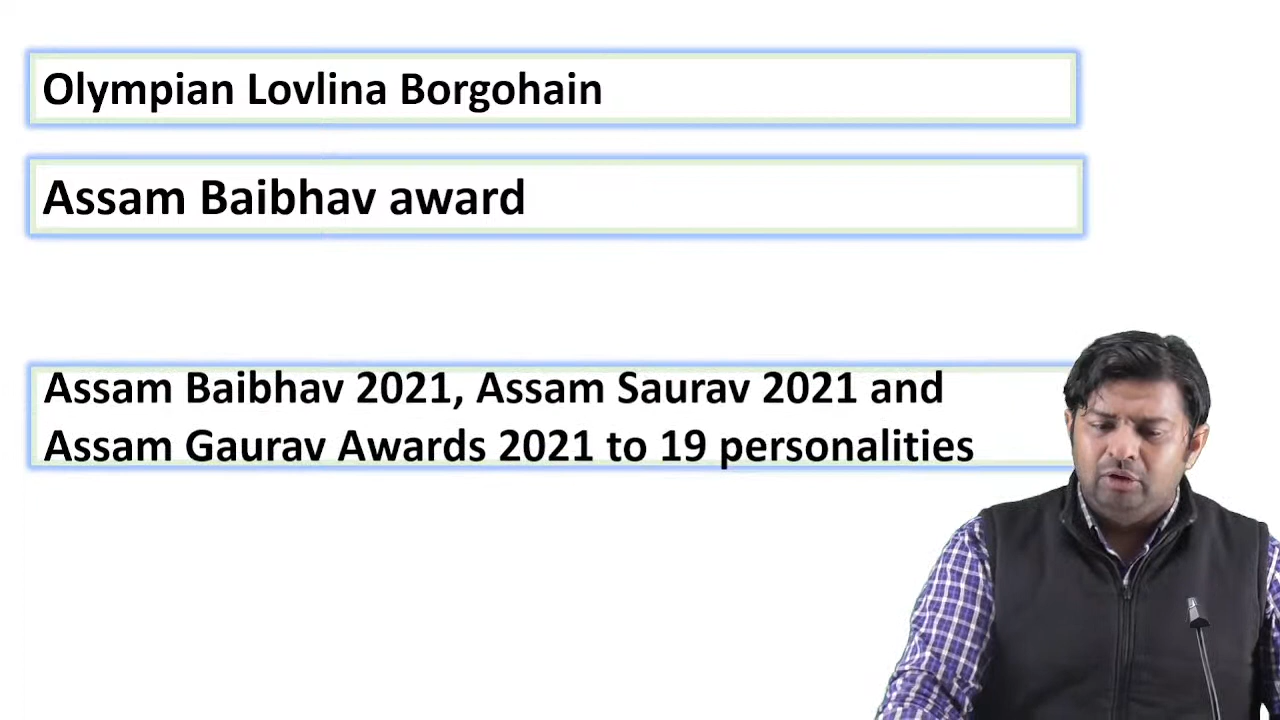 Olympian Lovlina Borgohain
Assam Baibhav award
Assam Baibhav 2021, Assam Saurav 2021 and
Assam Gaurav Awards 2021 to 19 personalities